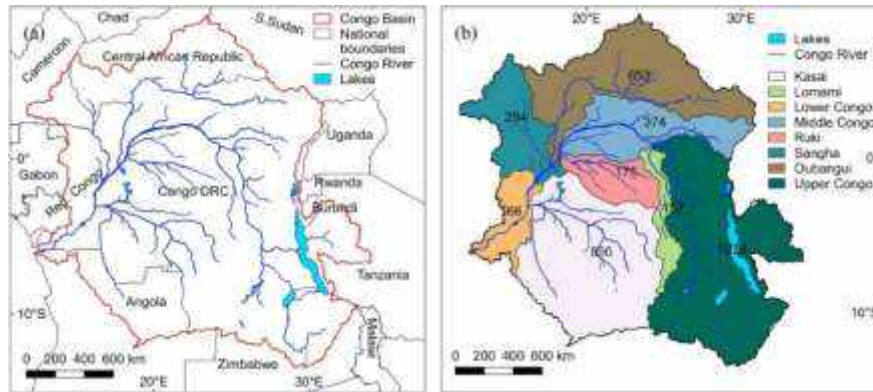 (a)
Chad
S.Sudan
Cameroon
Central African Republic
Uganda
0°
Gabon
Rep. Congo
Congo DRC
Rwanda
Burundi
Tanzania
Angola
10°S
Zimbabwe
0 200 400 600 km
20°E
30°E
Congo Basin
National
boundaries
Congo River
Lakes
(b)
20°E
30°E
Lakes
Congo River
Kasai
Lomami
Lower Congo
Middle Congo
Ruki
Sangha
Oubangui
Upper Congo
274
10°S
0 200 400 600 km